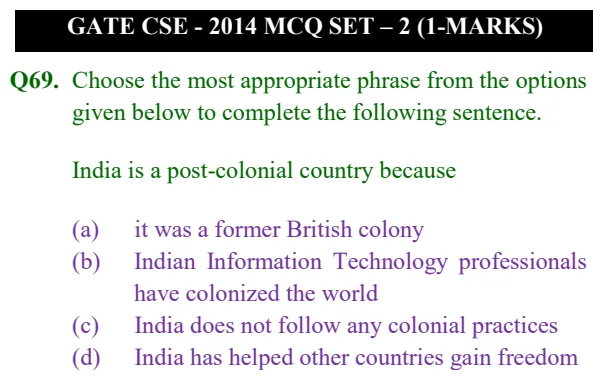 GATE CSE - 2014 MCQ SET – 2 (1-MARKS)
Q69. Choose the most appropriate phrase from the options
given below to complete the following sentence.
India is a post-colonial country because
(a) it was a former British colony
(b) Indian Information Technology professionals
have colonized the world
(c) India does not follow any colonial practices
(d) India has helped other countries gain freedom